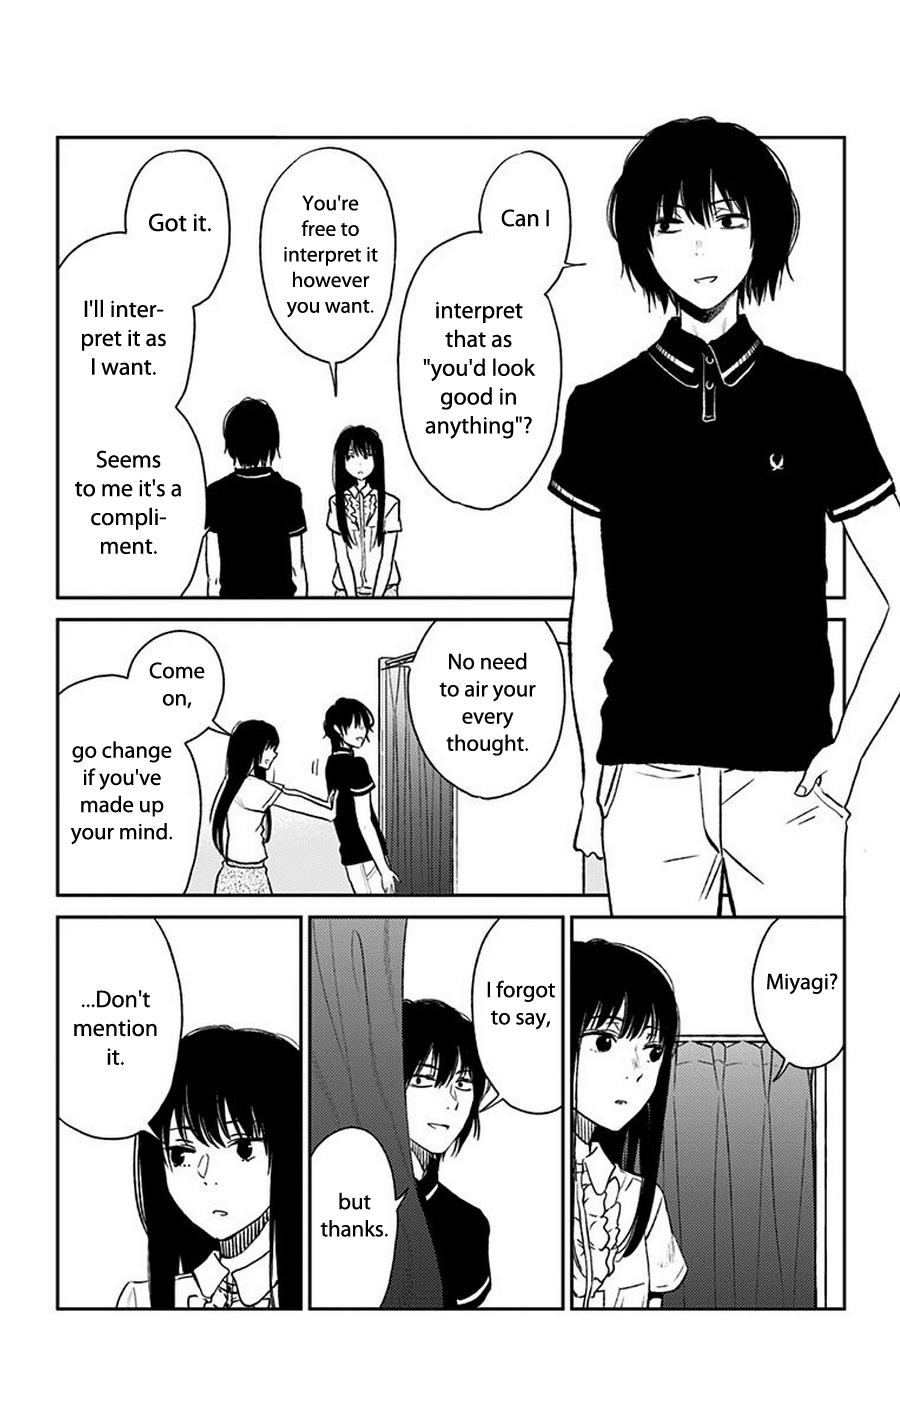 Can I
interpret
that as
"you'd look
good in
anything"?
You're
free to
interpret it
however
you want.
Got it.
I'll inter-
pret it as
I want.
Seems
to me it's a
compli-
ment.
No need
to air your
every
thought.
Come
on,
go change
if you've
made up
your mind.
Miyagi?
I forgot
to say,
but
thanks.
...Don't
mention
it.